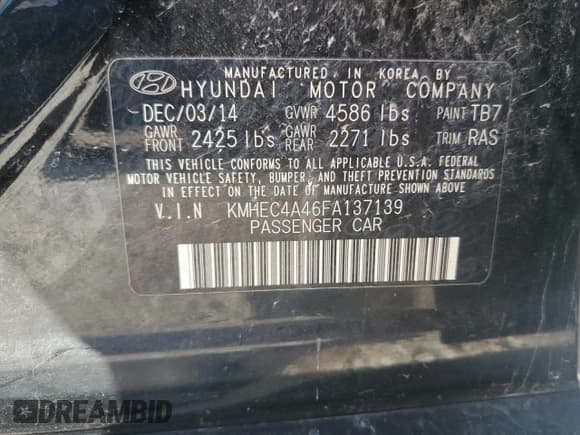 MANUFACTURED IN KOREA BY
HYUNDAI MOTOR COMPANY
DEC/03/14 GVWR 4586 lbs PAINT TB7
GAWR FRONT 2425 lbs GAWR REAR 2271 lbs TRIM RAS
THIS VEHICLE CONFORMS TO ALL APPLICABLE U.S.A. FEDERAL
MOTOR VEHICLE SAFETY, BUMPER, AND THEFT PREVENTION STANDARDS
IN EFFECT ON THE DATE OF MANUFACTURE SHOWN ABOVE
V.I.N KMHEC4A46FA137139
PASSENGER CAR
DREAMBID